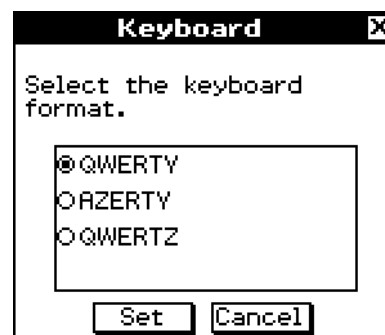 Keyboard X
Select the keyboard
format.
QWERTY
AZERTY
QWERTZ
Set Cancel